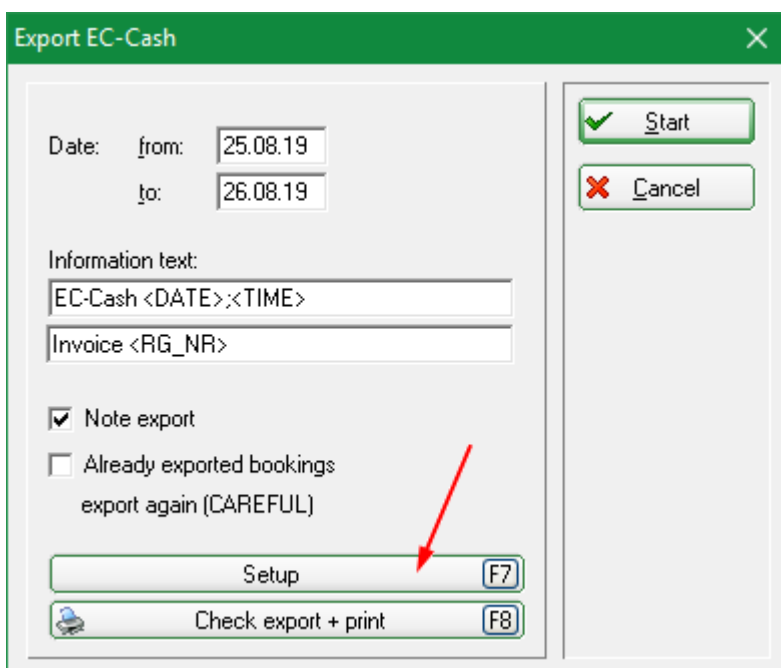 Export EC-Cash
Date: from: 25.08.19
to: 26.08.19
Information text:
EC-Cash <DATE>;<TIME>
Invoice <RG_NR>
Note export
Already exported bookings
export again (CAREFUL)
Setup F7
Check export + print F8
Start
Cancel